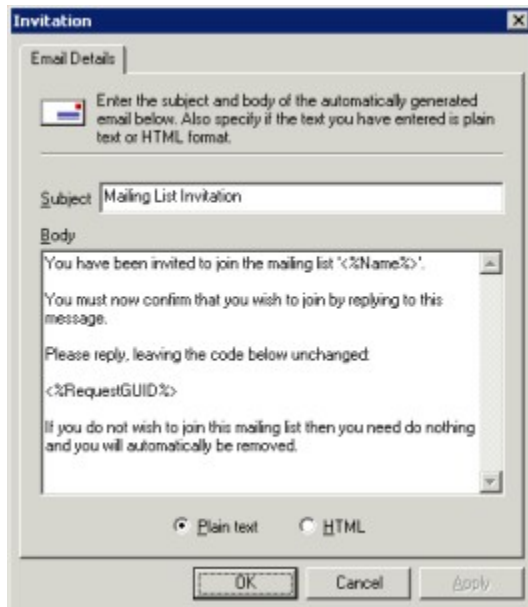 Invitation
Email Details
Enter the subject and body of the automatically generated
email below. Also specify if the text you have entered is plain
text or HTML format.
Subject Mailing List Invitation
Body
You have been invited to join the mailing list '<%Name%>'.
You must now confirm that you wish to join by replying to this
message.
Please reply, leaving the code below unchanged:
<%RequestGUID%>
If you do not wish to join this mailing list then you need do nothing
and you will automatically be removed.
Plain text HTML
OK Cancel Apply